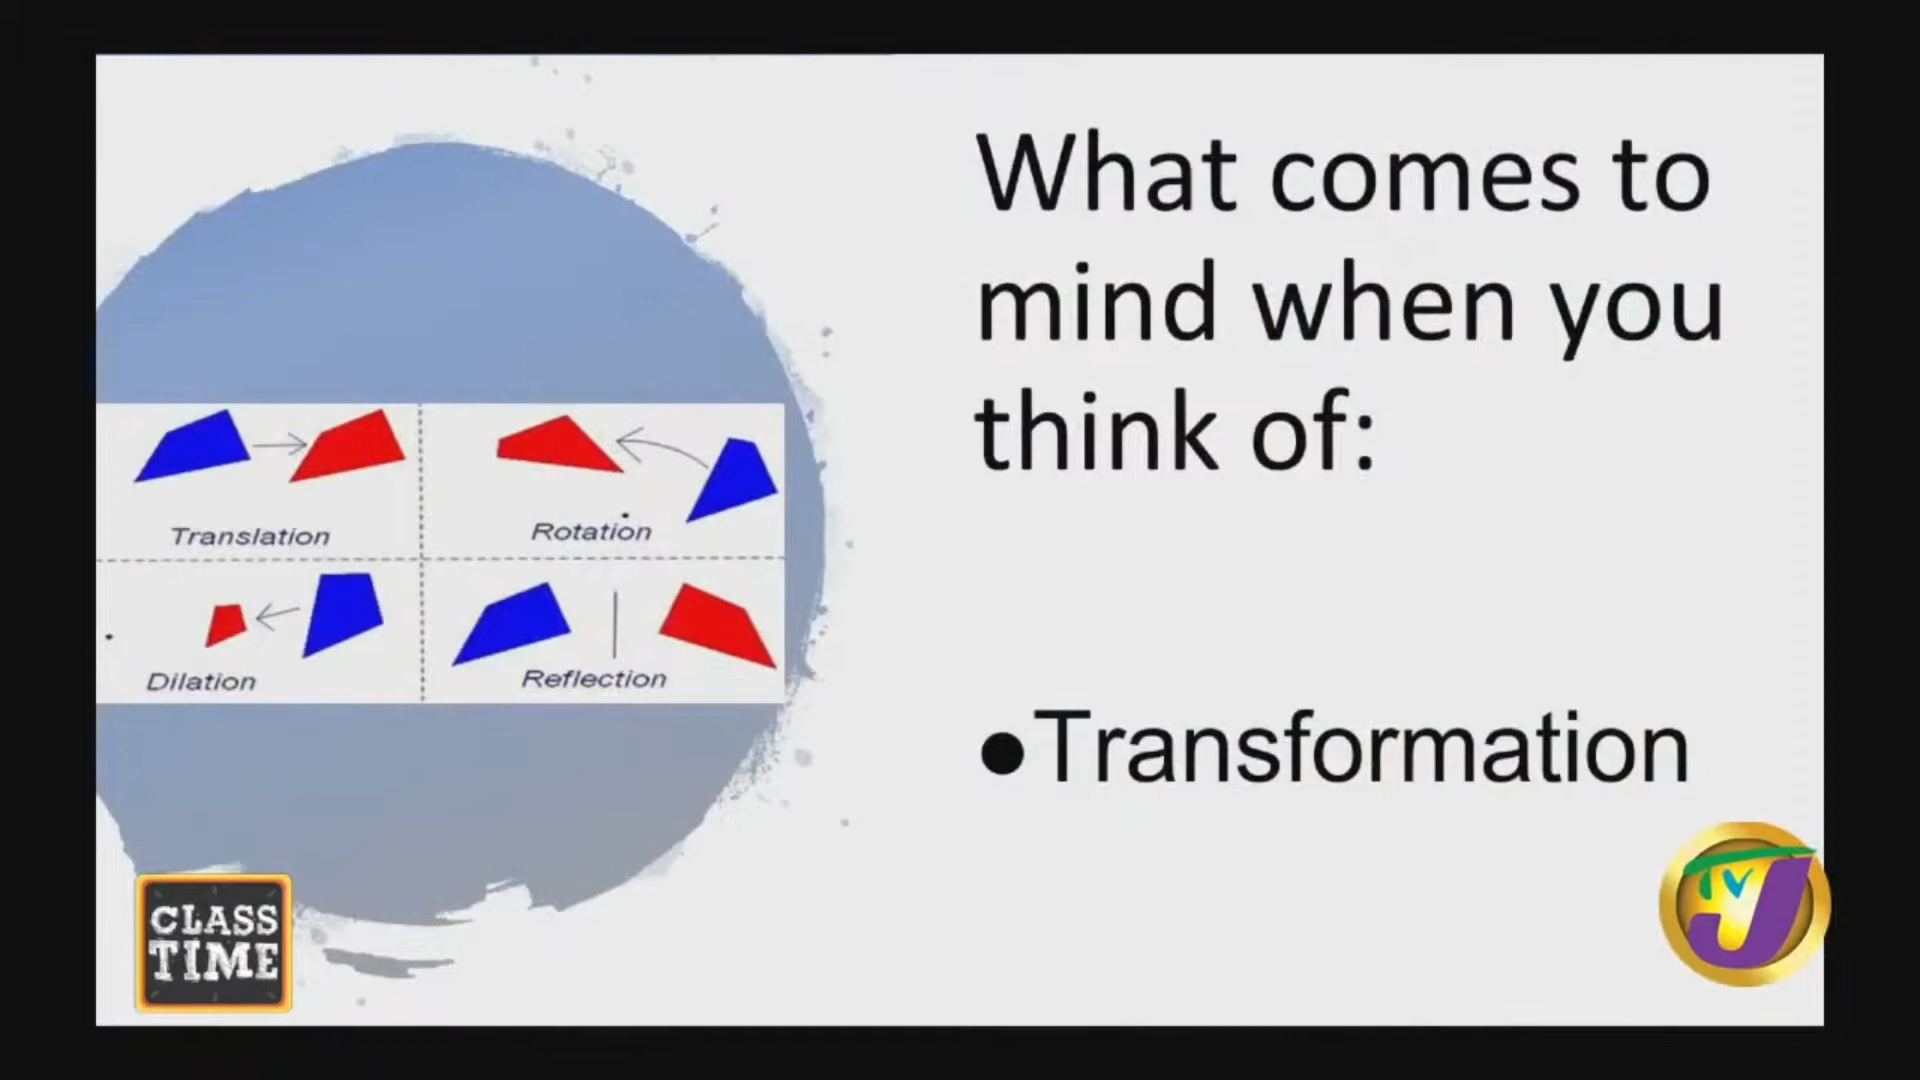 What comes to
mind when you
think of:
●Transformation
Translation
Rotation
Dilation
Reflection
CLASS
TIME
TVJ